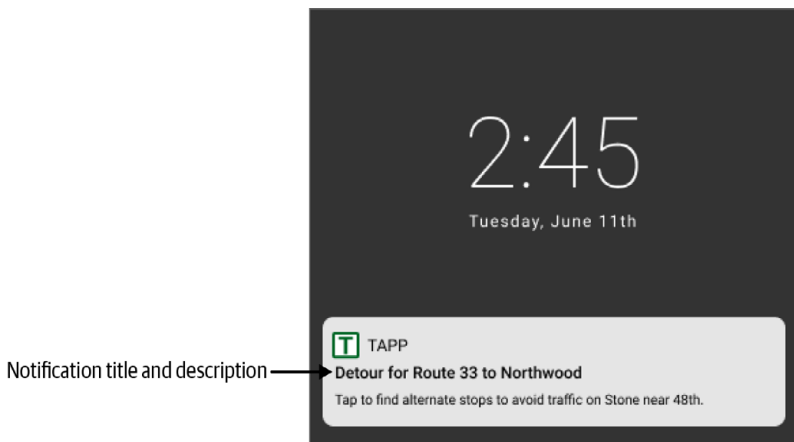 2:45
Tuesday, June 11th
T TAPP
Notification title and description
Detour for Route 33 to Northwood
Tap to find alternate stops to avoid traffic on Stone near 48th.